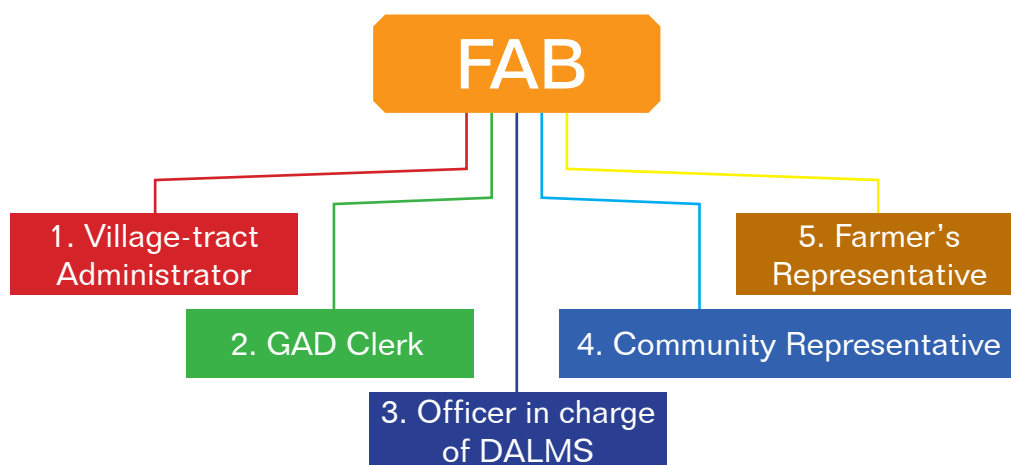 FAB
1. Village-tract
Administrator
2. GAD Clerk
3. Officer in charge
of DALMS
4. Community Representative
5. Farmer’s
Representative